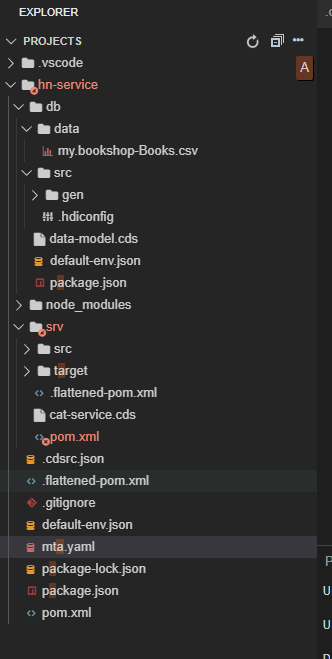 EXPLORER
PROJECTS
.vscode
A
hn-service
db
data
my.bookshop-Books.csv
src
gen
.hdiconfig
data-model.cds
default-env.json
package.json
node_modules
srv
src
target
.flattened-pom.xml
cat-service.cds
pom.xml
.cdsrc.json
.flattened-pom.xml
.gitignore
default-env.json
mta.yaml
package-lock.json
package.json
pom.xml